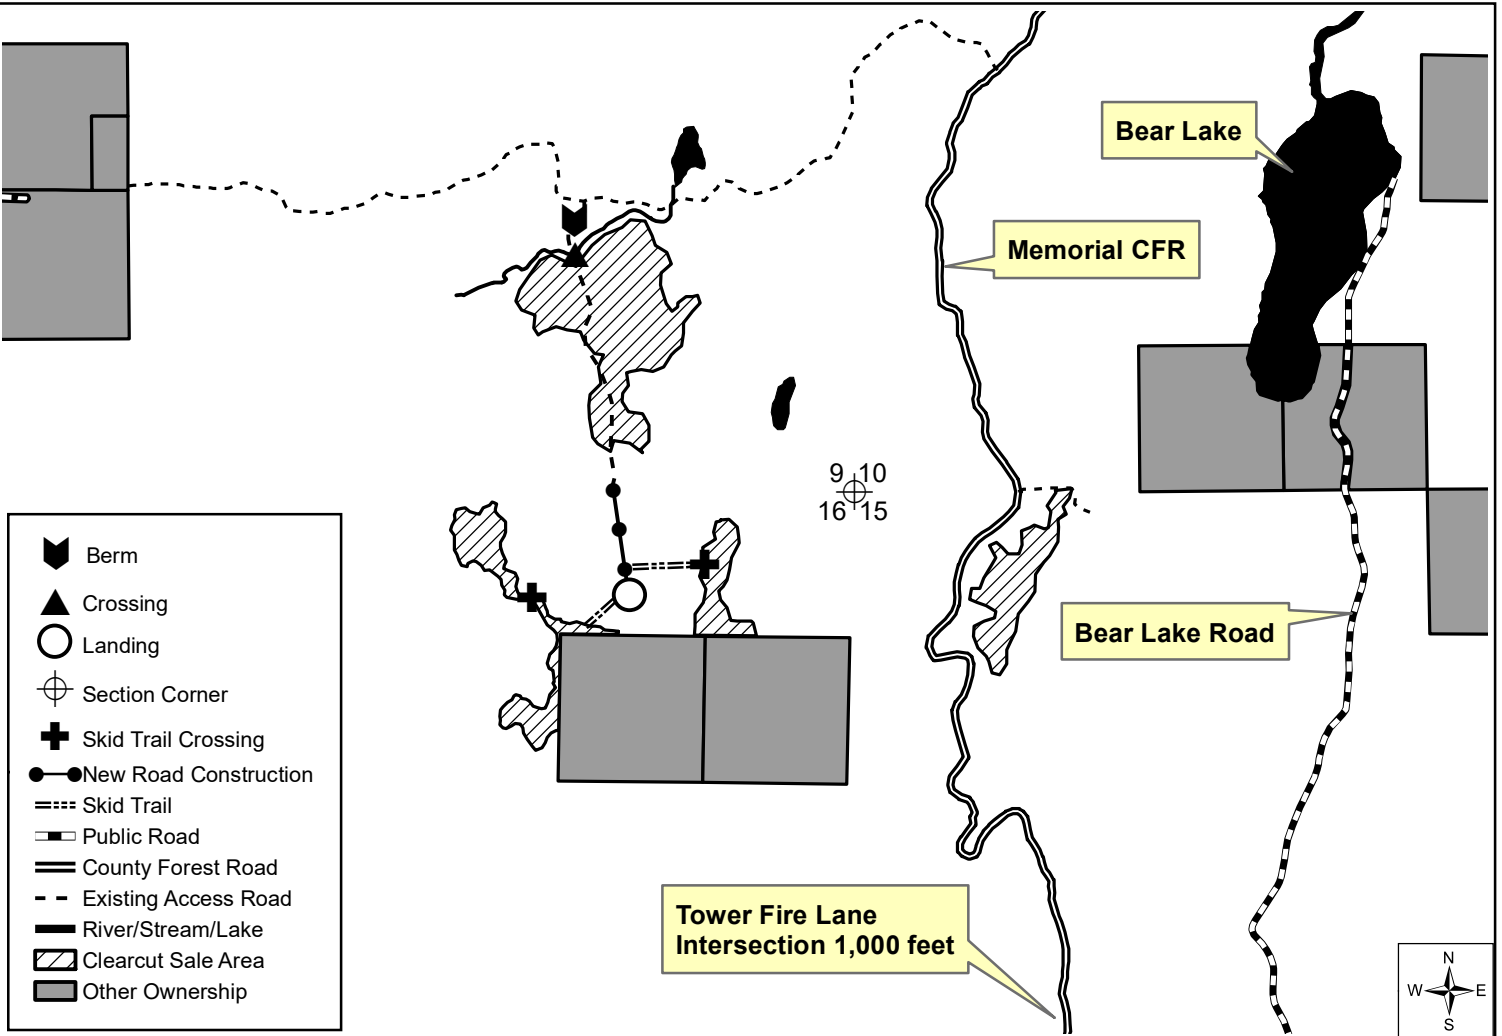 Bear Lake
Memorial CFR
9 10
16 15
Bear Lake Road
Tower Fire Lane
Intersection 1,000 feet
Berm
Crossing
Landing
Section Corner
Skid Trail Crossing
New Road Construction
Skid Trail
Public Road
County Forest Road
Existing Access Road
River/Stream/Lake
Clearcut Sale Area
Other Ownership
N
W E
S